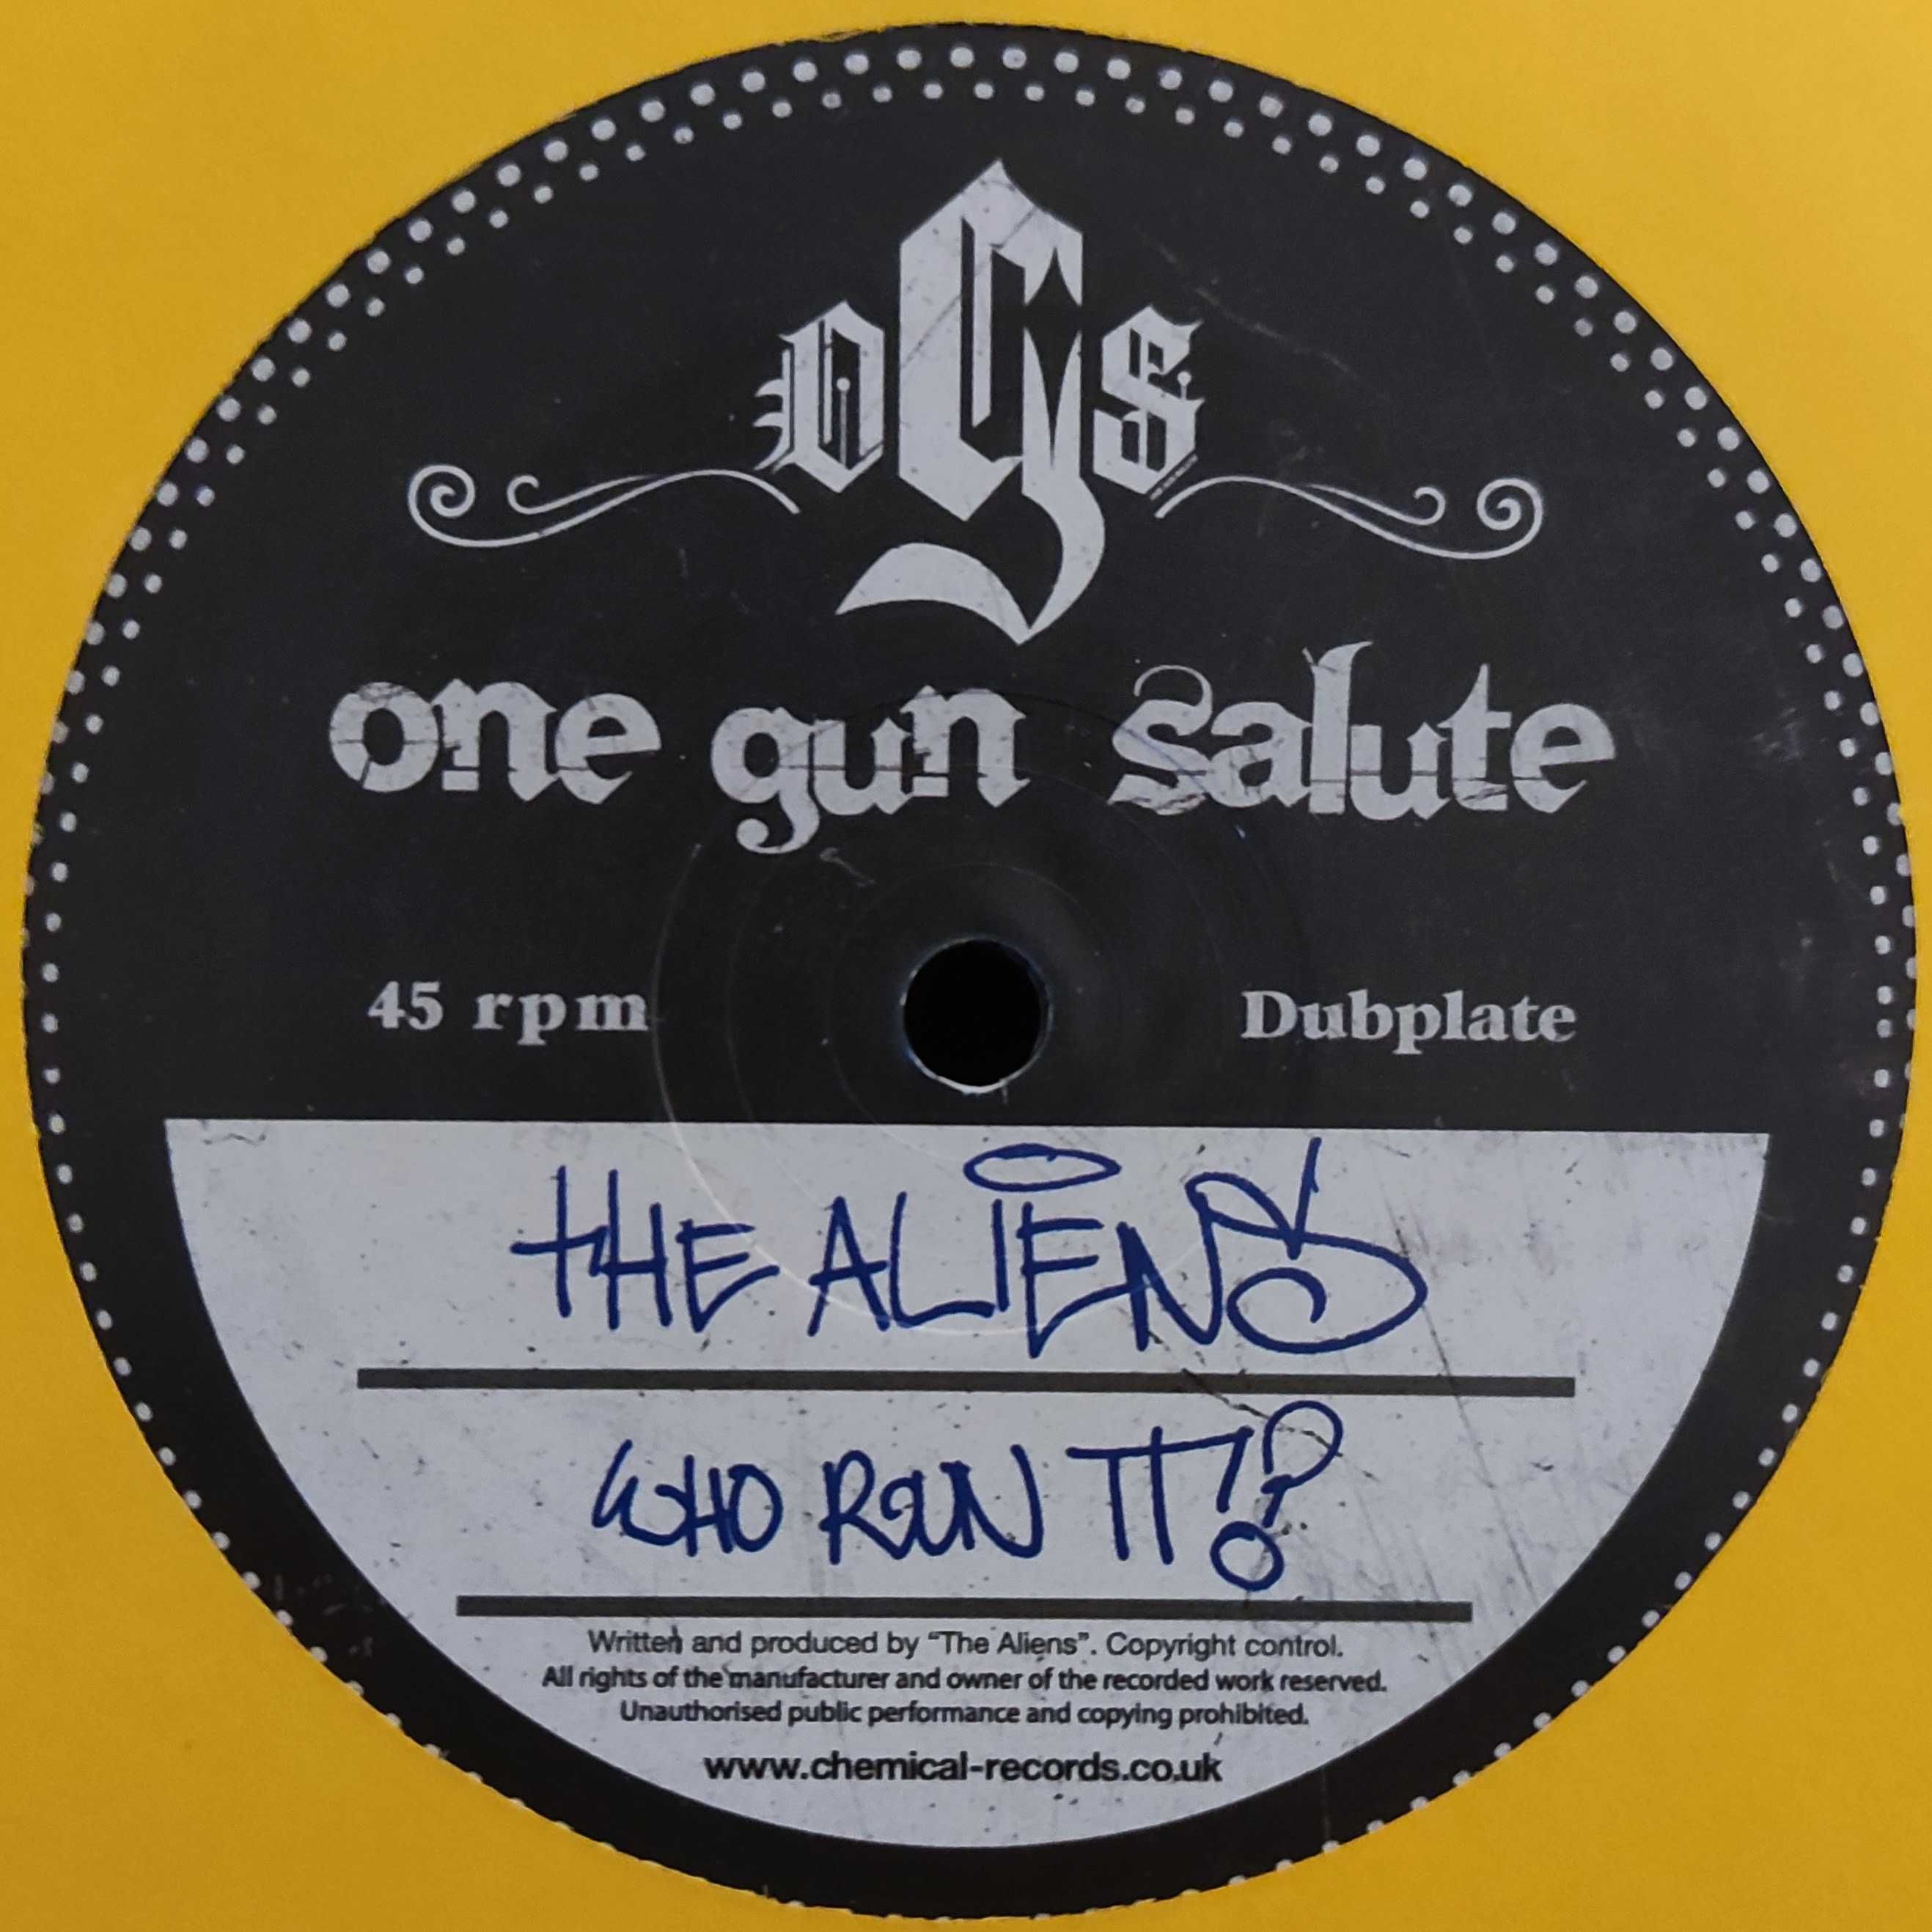 OGS
one gun salute
45 rpm Dubplate
THE ALIENS
WHO RUN IT!?
Written and produced by “The Aliens”. Copyright control.
All rights of the manufacturer and owner of the recorded work reserved.
Unauthorised public performance and copying prohibited.
www.chemical-records.co.uk